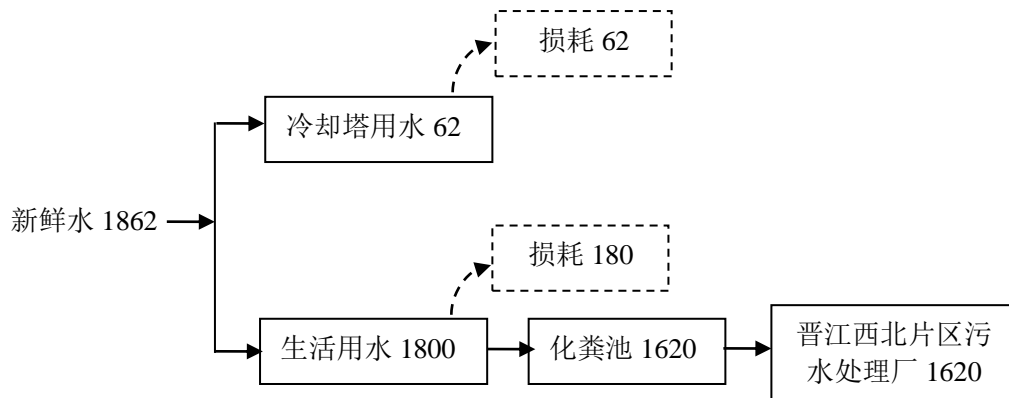 损耗 62
冷却塔用水 62
新鲜水 1862
损耗 180
生活用水 1800
化粪池 1620
晋江西北片区污
水处理厂 1620